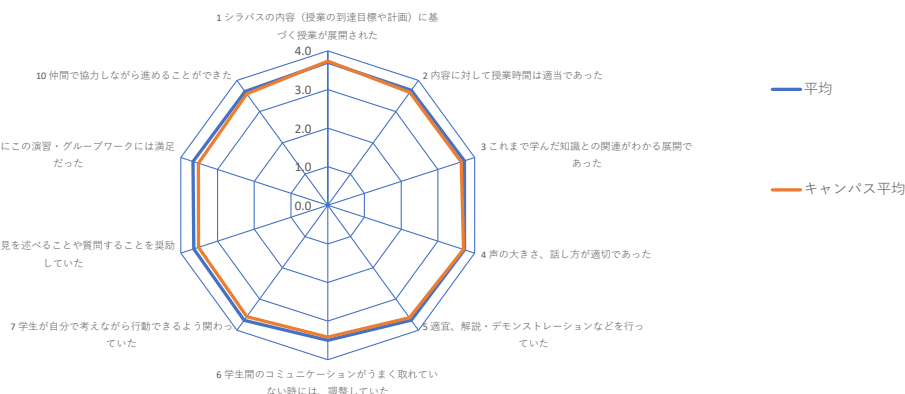 1 シラバスの内容（授業の到達目標や計画）に基
づく授業が展開された
4.0
3.0
2.0
1.0
0.0
2 内容に対して授業時間は適当であった
3 これまで学んだ知識との関連がわかる展開で
あった
4 声の大きさ、話し方が適切であった
5 適宜、解説・デモンストレーションなどを行っ
ていた
6 学生間のコミュニケーションがうまく取れてい
ない時には、調整していた
7 学生が自分で考えながら行動できるよう関わっ
ていた
見を述べることや質問することを奨励
していた
にこの演習・グループワークには満足
だった
10 仲間で協力しながら進めることができた
平均
キャンパス平均